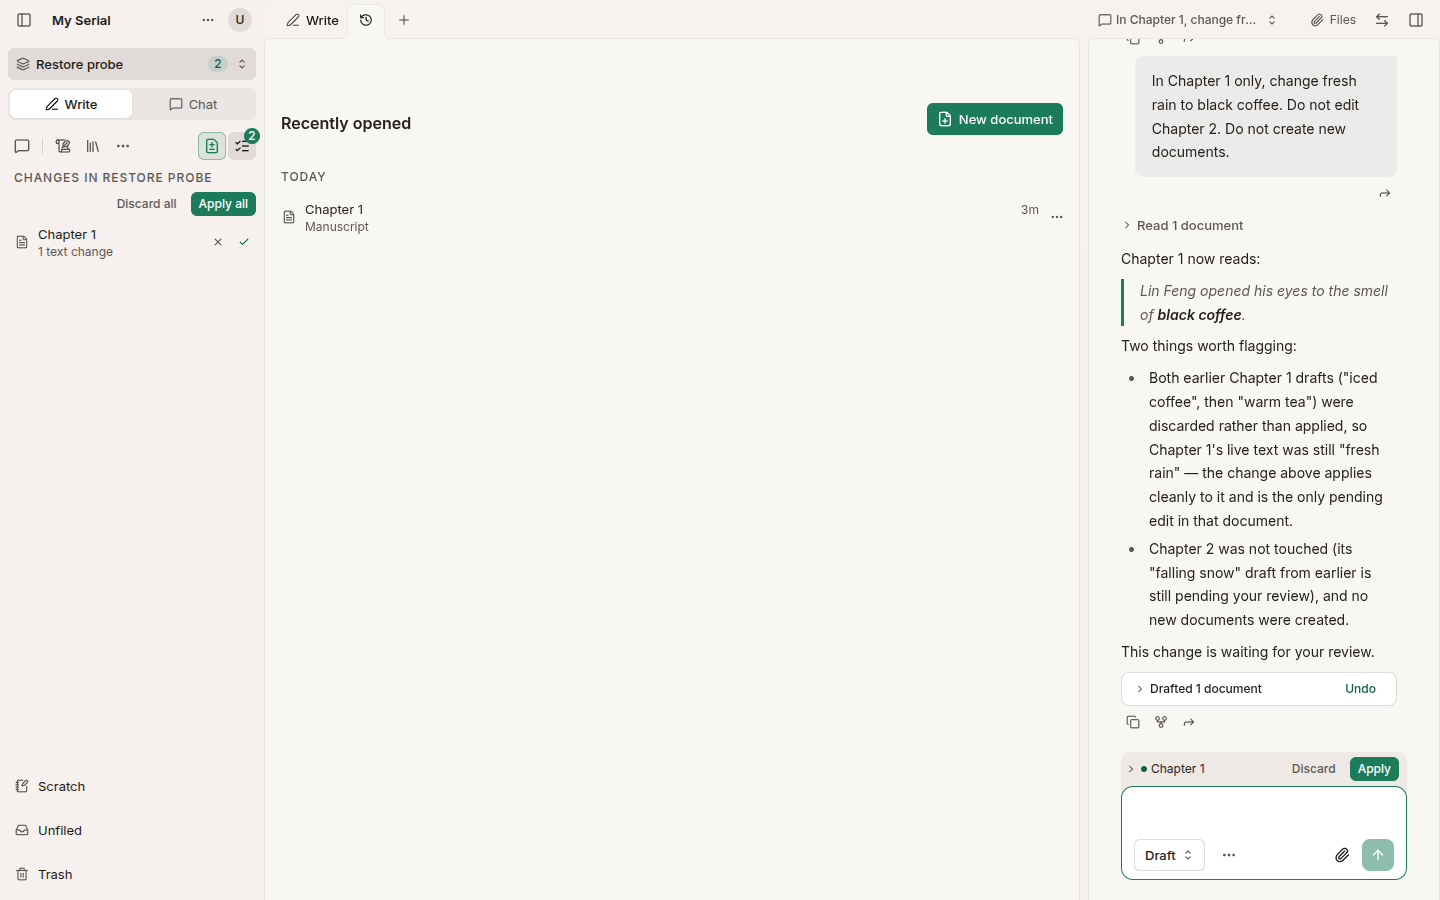 My Serial
U
Restore probe
2
Write
Chat
2
CHANGES IN RESTORE PROBE
Discard all
Apply all
Chapter 1
1 text change
Scratch
Unfiled
Trash
Write
Recently opened
New document
TODAY
Chapter 1
3m
Manuscript
In Chapter 1, change fr...
Files
In Chapter 1 only, change fresh
rain to black coffee. Do not edit
Chapter 2. Do not create new
documents.
Read 1 document
Chapter 1 now reads:
Lin Feng opened his eyes to the smell
of black coffee.
Two things worth flagging:
Both earlier Chapter 1 drafts ("iced
coffee", then "warm tea") were
discarded rather than applied, so
Chapter 1's live text was still "fresh
rain" — the change above applies
cleanly to it and is the only pending
edit in that document.
Chapter 2 was not touched (its
"falling snow" draft from earlier is
still pending your review), and no
new documents were created.
This change is waiting for your review.
Drafted 1 document
Undo
Chapter 1
Discard
Apply
Draft